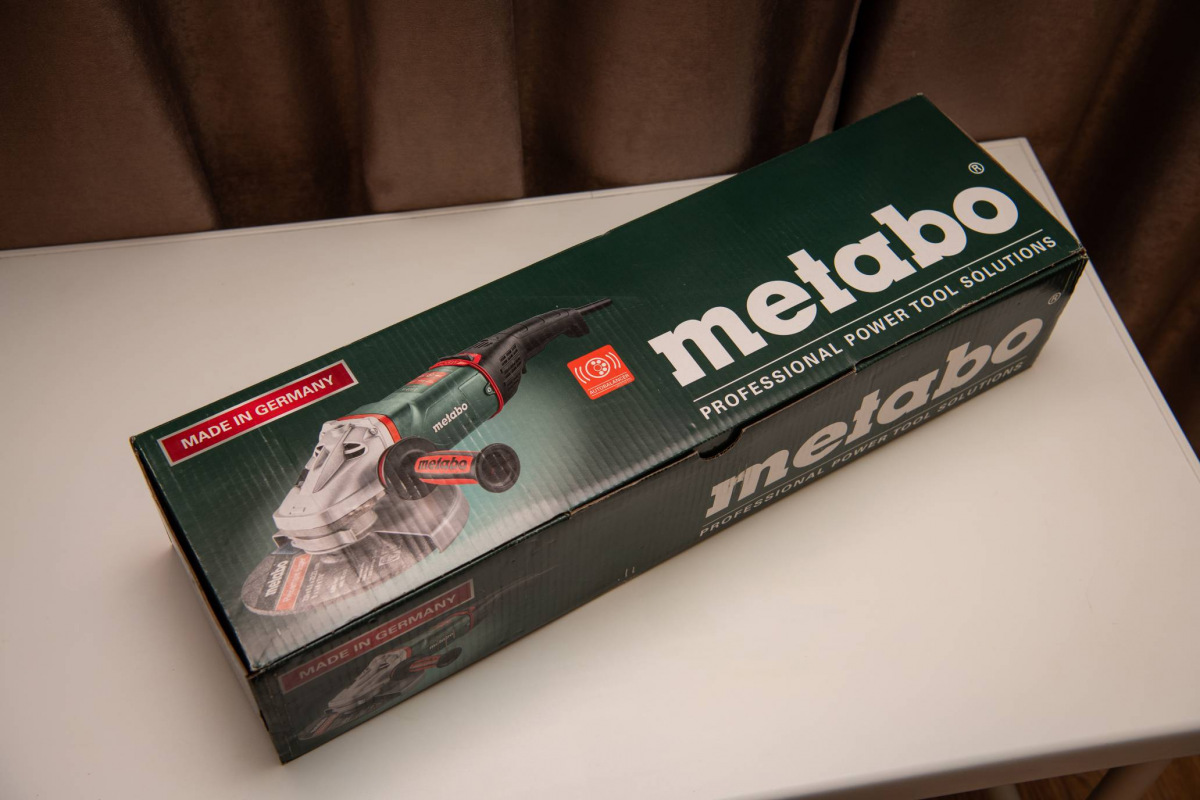 metabo®
PROFESSIONAL POWER TOOL SOLUTIONS
MADE IN GERMANY
metabo
metabo
AUTOBALANCER
metabo
metabo®
PROFESSIONAL POWER TOOL SOLUTIONS
MADE IN GERMANY